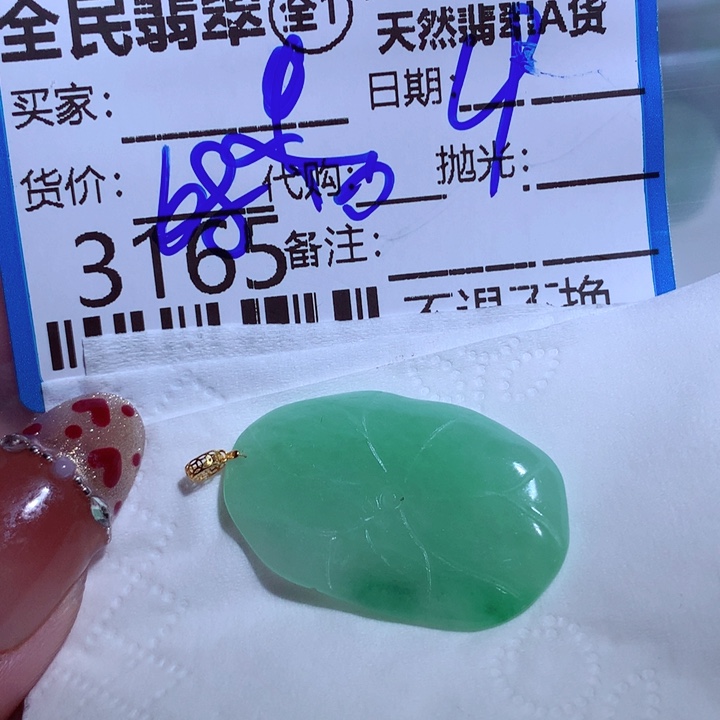 全民翡翠 全1 天然翡翠A货
买家： 日期：
货价： 代购： 抛光：
3165 备注：
不退不换